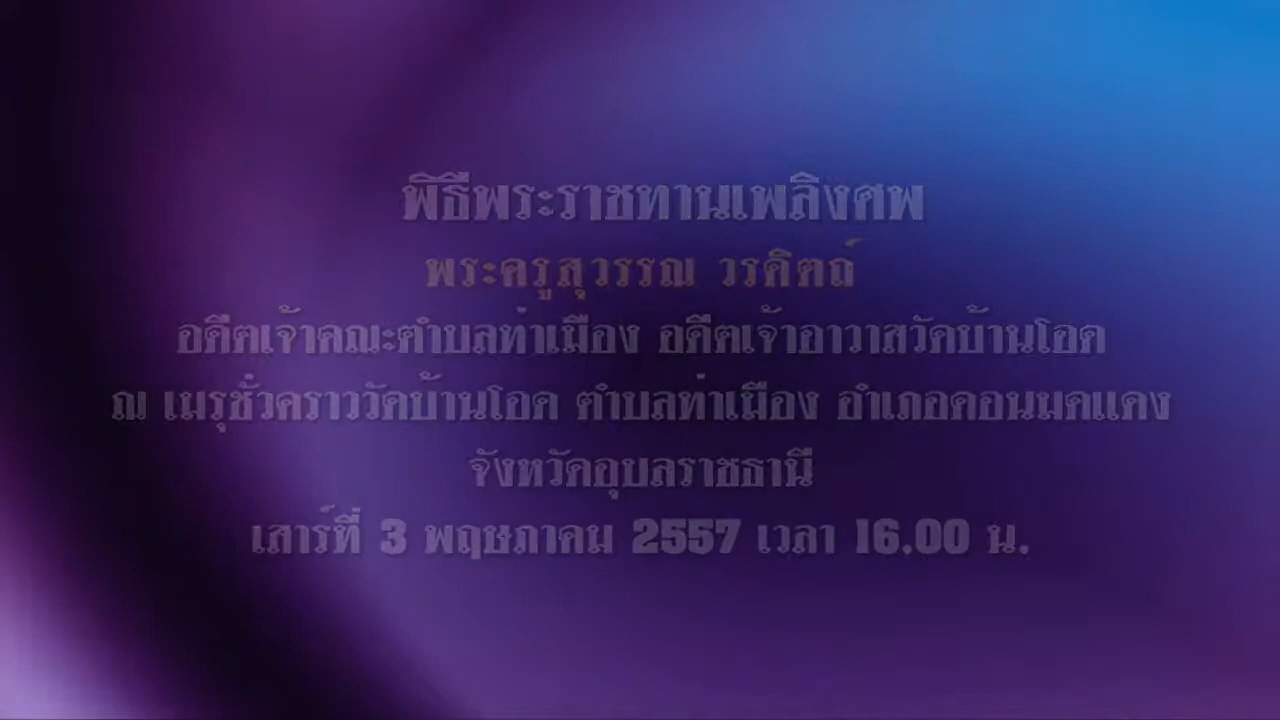 พิธีพระราชทานเพลิงศพ
พระครูสุวรรณ วรดิตถ์
อดีตเจ้าคณะตำบลท่าเมือง อดีตเจ้าอาวาสวัดบ้านโอด
ณ เมรุชั่วคราววัดบ้านโอด ตำบลท่าเมือง อำเภอดอนมดแดง
จังหวัดอุบลราชธานี
เสาร์ที่ 3 พฤษภาคม 2557 เวลา 16.00 น.